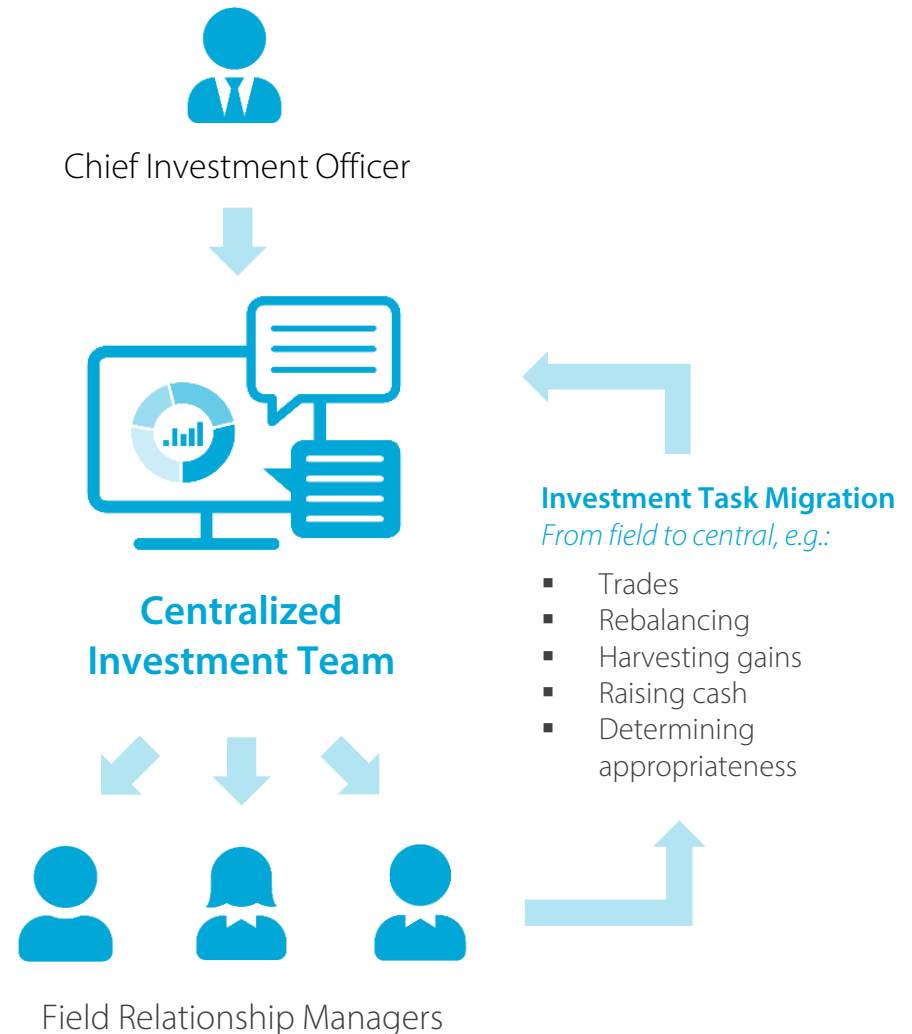 Chief Investment Officer
Centralized
Investment Team
Investment Task Migration
From field to central, e.g.:
▪ Trades
▪ Rebalancing
▪ Harvesting gains
▪ Raising cash
▪ Determining
appropriateness
Field Relationship Managers